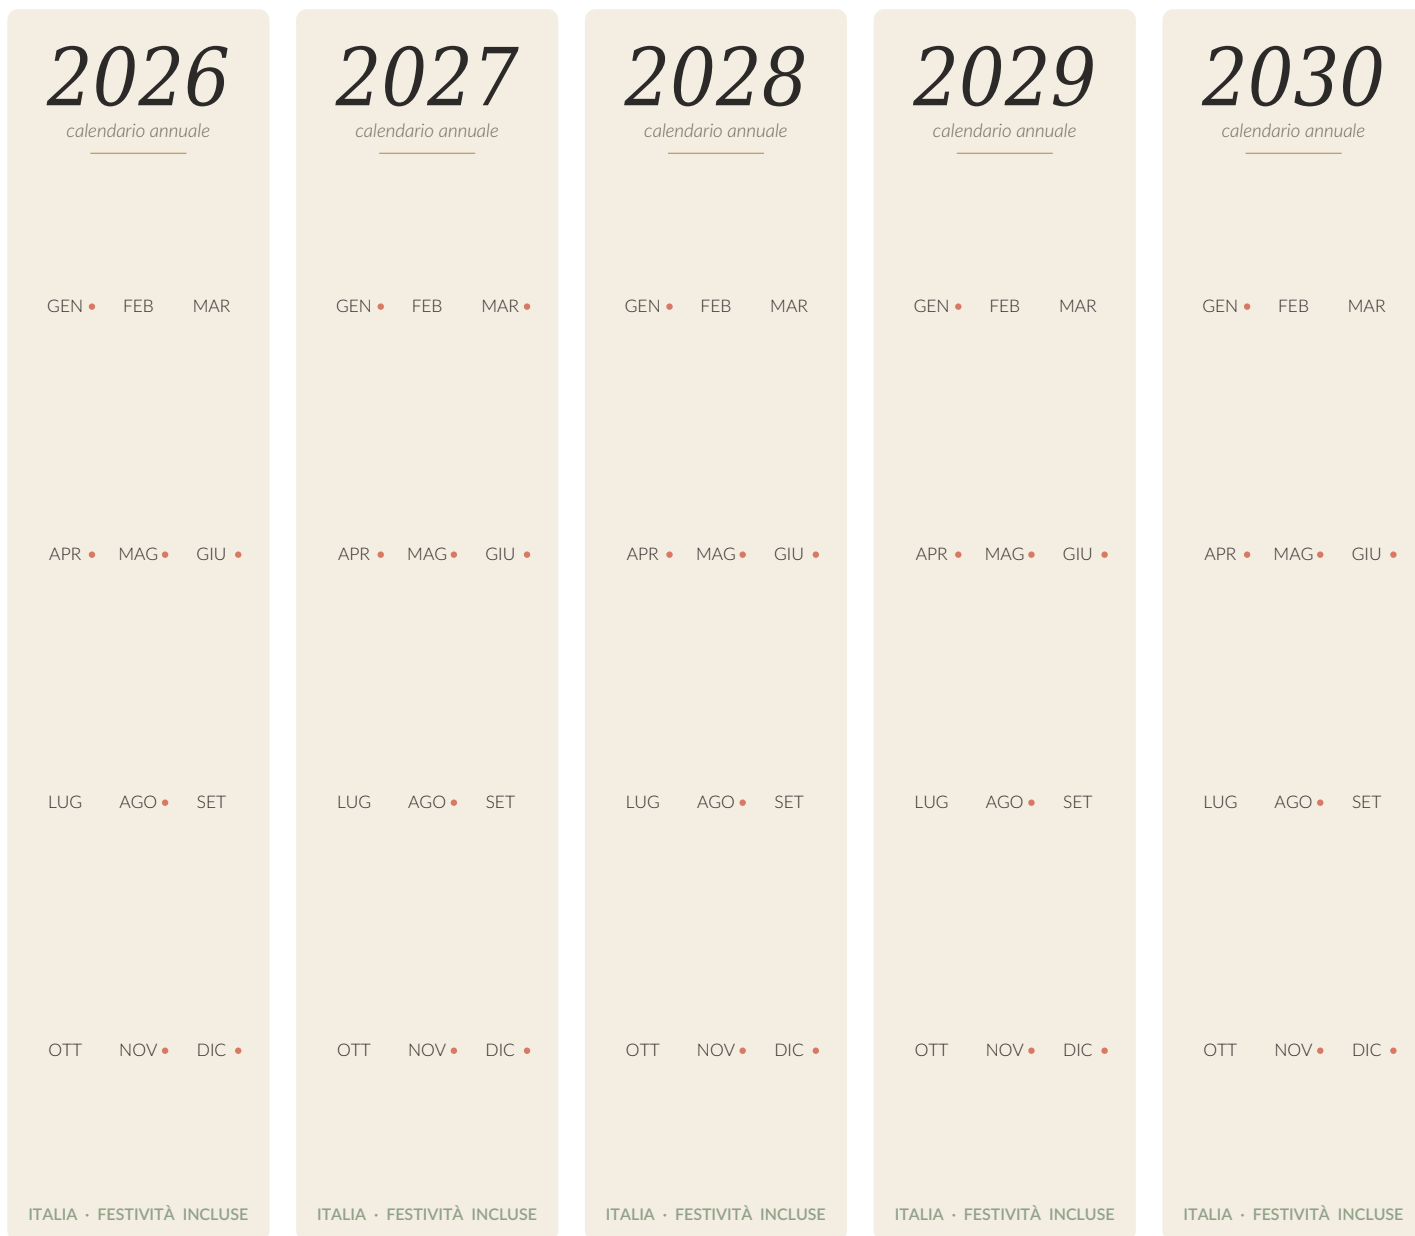 2026
calendario annuale
GEN • FEB MAR
APR • MAG • GIU •
LUG AGO • SET
OTT NOV • DIC •
ITALIA · FESTIVITÀ INCLUSE
2027
calendario annuale
GEN • FEB MAR •
APR • MAG • GIU •
LUG AGO • SET
OTT NOV • DIC •
ITALIA · FESTIVITÀ INCLUSE
2028
calendario annuale
GEN • FEB MAR
APR • MAG • GIU •
LUG AGO • SET
OTT NOV • DIC •
ITALIA · FESTIVITÀ INCLUSE
2029
calendario annuale
GEN • FEB MAR
APR • MAG • GIU •
LUG AGO • SET
OTT NOV • DIC •
ITALIA · FESTIVITÀ INCLUSE
2030
calendario annuale
GEN • FEB MAR
APR • MAG • GIU •
LUG AGO • SET
OTT NOV • DIC •
ITALIA · FESTIVITÀ INCLUSE